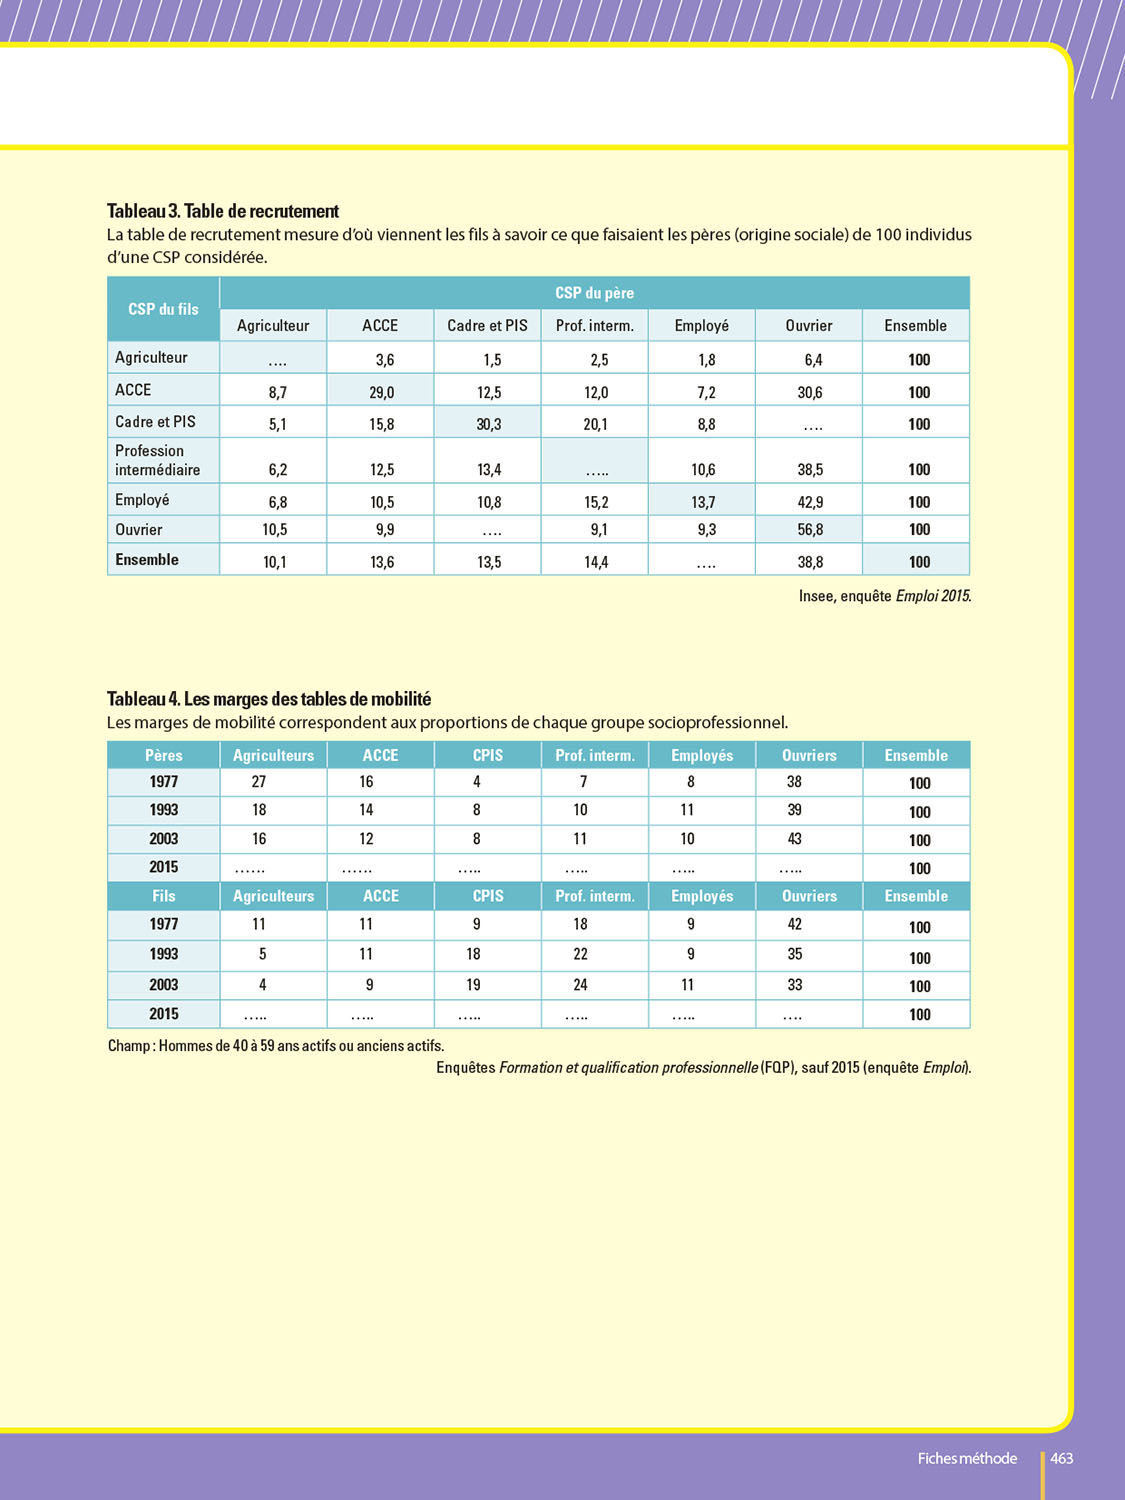 Tableau 3. Table de recrutement
La table de recrutement mesure d’où viennent les fils à savoir ce que faisaient les pères (origine sociale) de 100 individus
d’une CSP considérée.
CSP du fils CSP du père
Agriculteur ACCE Cadre et PIS Prof. interm. Employé Ouvrier Ensemble
Agriculteur …. 3,6 1,5 2,5 1,8 6,4 100
ACCE 8,7 29,0 12,5 12,0 7,2 30,6 100
Cadre et PIS 5,1 15,8 30,3 20,1 8,8 …. 100
Profession
intermédiaire 6,2 12,5 13,4 ….. 10,6 38,5 100
Employé 6,8 10,5 10,8 15,2 13,7 42,9 100
Ouvrier 10,5 9,9 …. 9,1 9,3 56,8 100
Ensemble 10,1 13,6 13,5 14,4 …. 38,8 100
Insee, enquête Emploi 2015.
Tableau 4. Les marges des tables de mobilité
Les marges de mobilité correspondent aux proportions de chaque groupe socioprofessionnel.
Pères Agriculteurs ACCE CPIS Prof. interm. Employés Ouvriers Ensemble
1977 27 16 4 7 8 38 100
1993 18 14 8 10 11 39 100
2003 16 12 8 11 10 43 100
2015 …… …… ….. ….. ….. ….. 100
Fils Agriculteurs ACCE CPIS Prof. interm. Employés Ouvriers Ensemble
1977 11 11 9 18 9 42 100
1993 5 11 18 22 9 35 100
2003 4 9 19 24 11 33 100
2015 ….. ….. ….. ….. ….. …. 100
Champ : Hommes de 40 à 59 ans actifs ou anciens actifs.
Enquêtes Formation et qualification professionnelle (FQP), sauf 2015 (enquête Emploi).
Fiches méthode 463